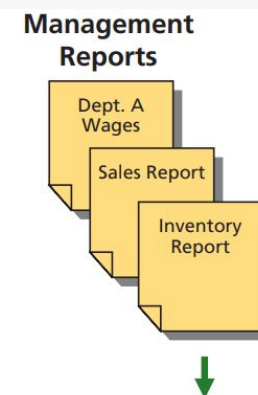 Management
Reports
Dept. A
Wages
Sales Report
Inventory
Report